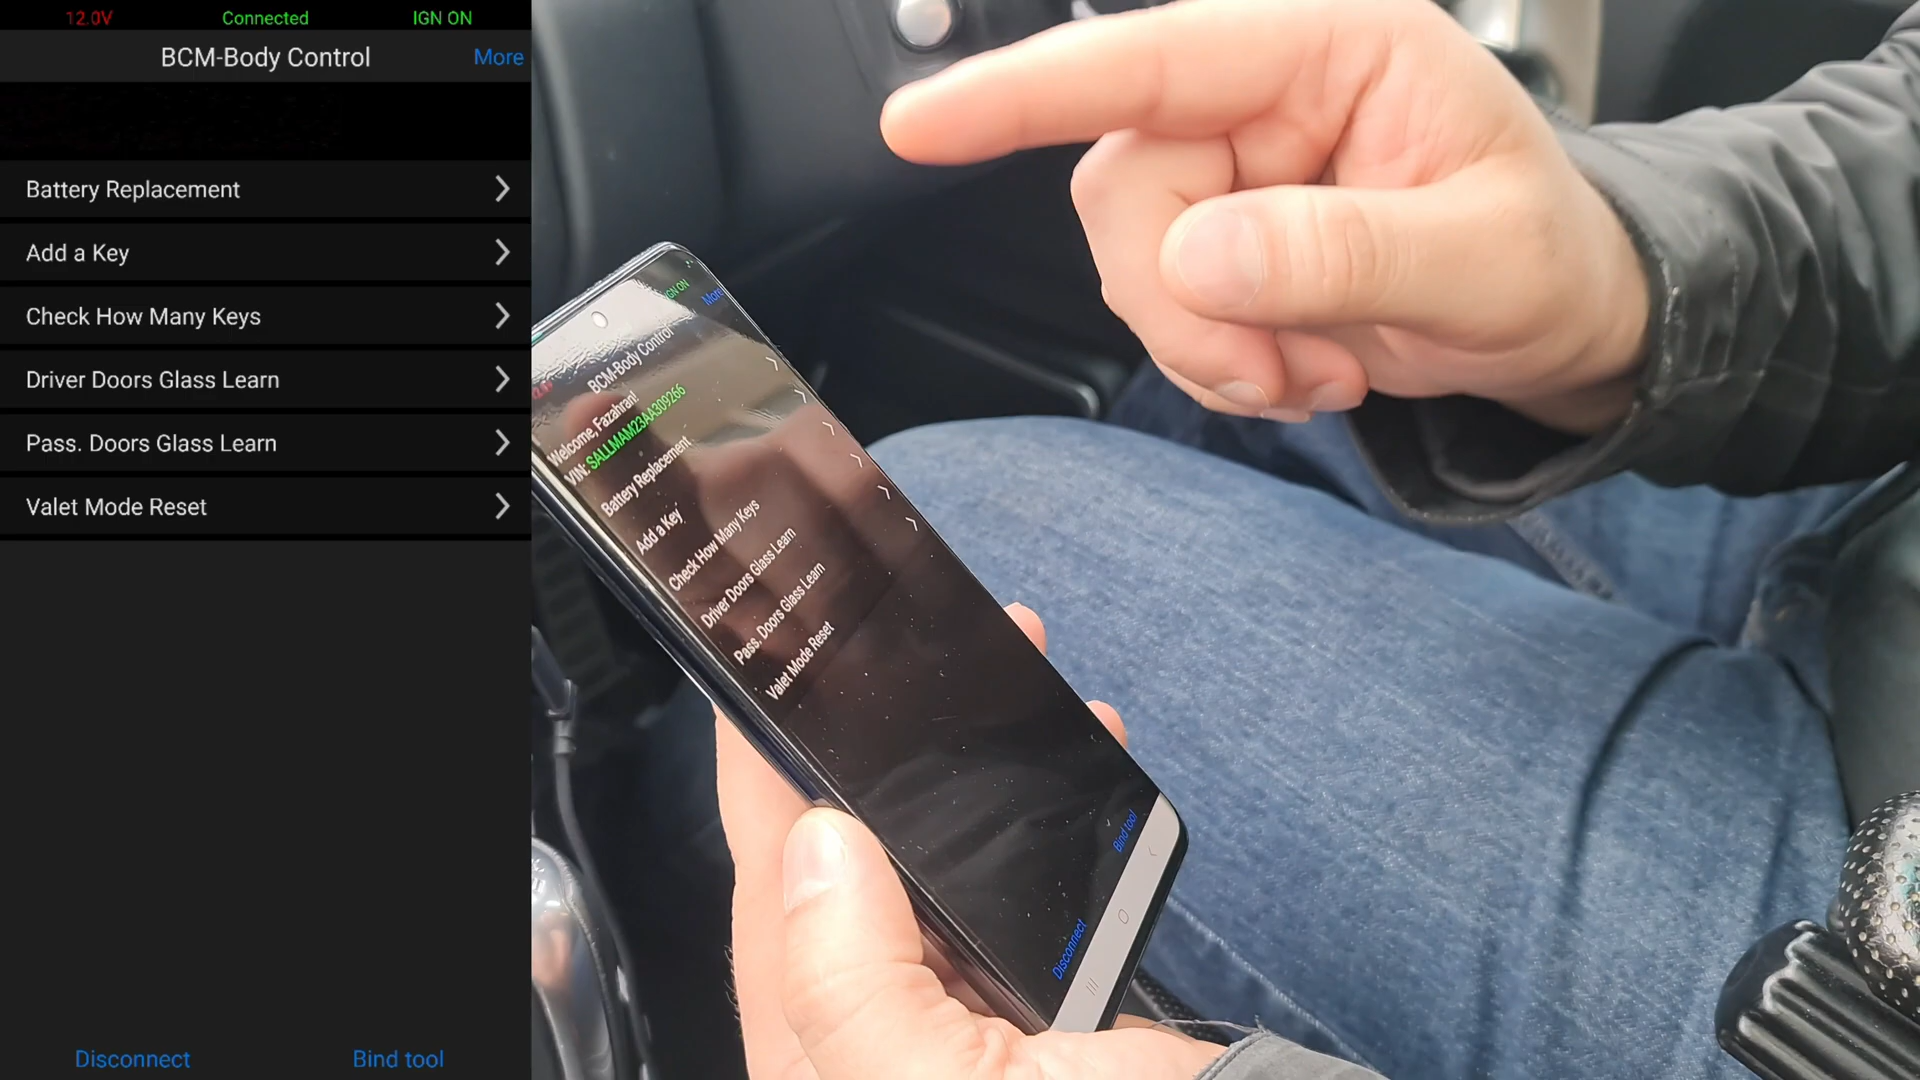 12.0V Connected IGN ON
BCM-Body Control More
Battery Replacement
Add a Key
Check How Many Keys
Driver Doors Glass Learn
Pass. Doors Glass Learn
Valet Mode Reset
Disconnect Bind tool
IGN ON
BCM-Body Control More
Welcome, Fazahran!
VIN: SALLMAM23AA309266
Battery Replacement
Add a Key
Check How Many Keys
Driver Doors Glass Learn
Pass. Doors Glass Learn
Valet Mode Reset
Disconnect Bind tool